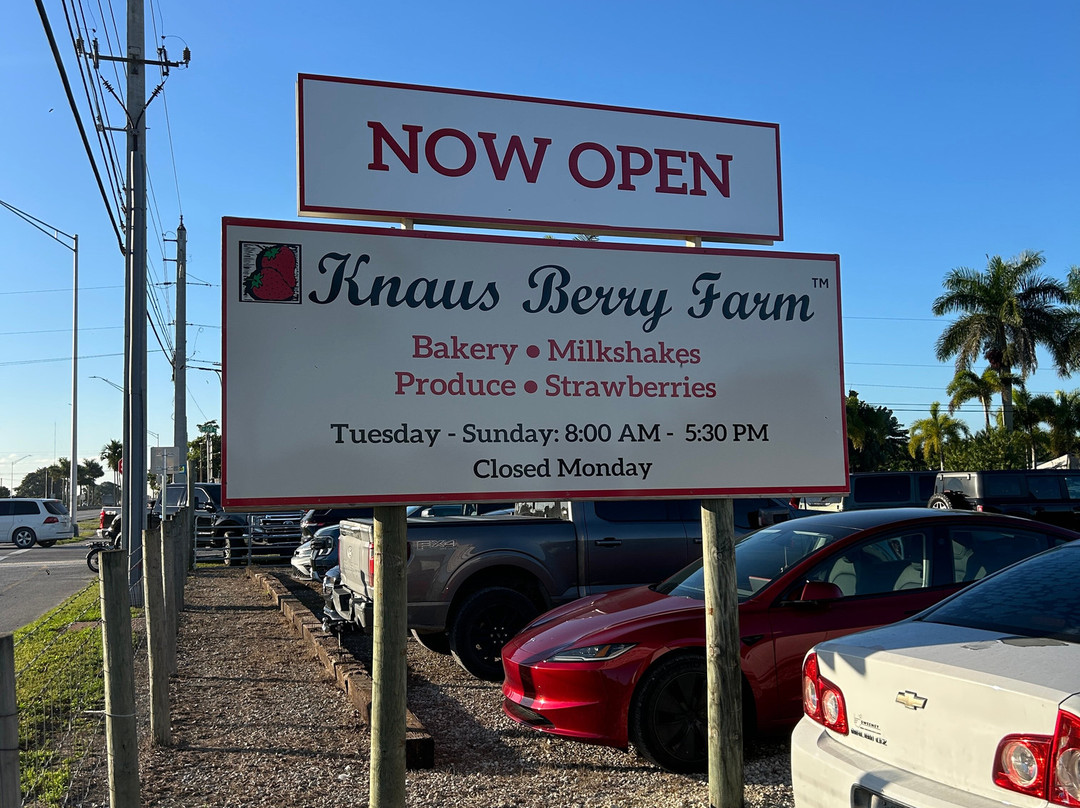 NOW OPEN
Knaus Berry Farm™
Bakery • Milkshakes
Produce • Strawberries
Tuesday - Sunday: 8:00 AM - 5:30 PM
Closed Monday
FX4